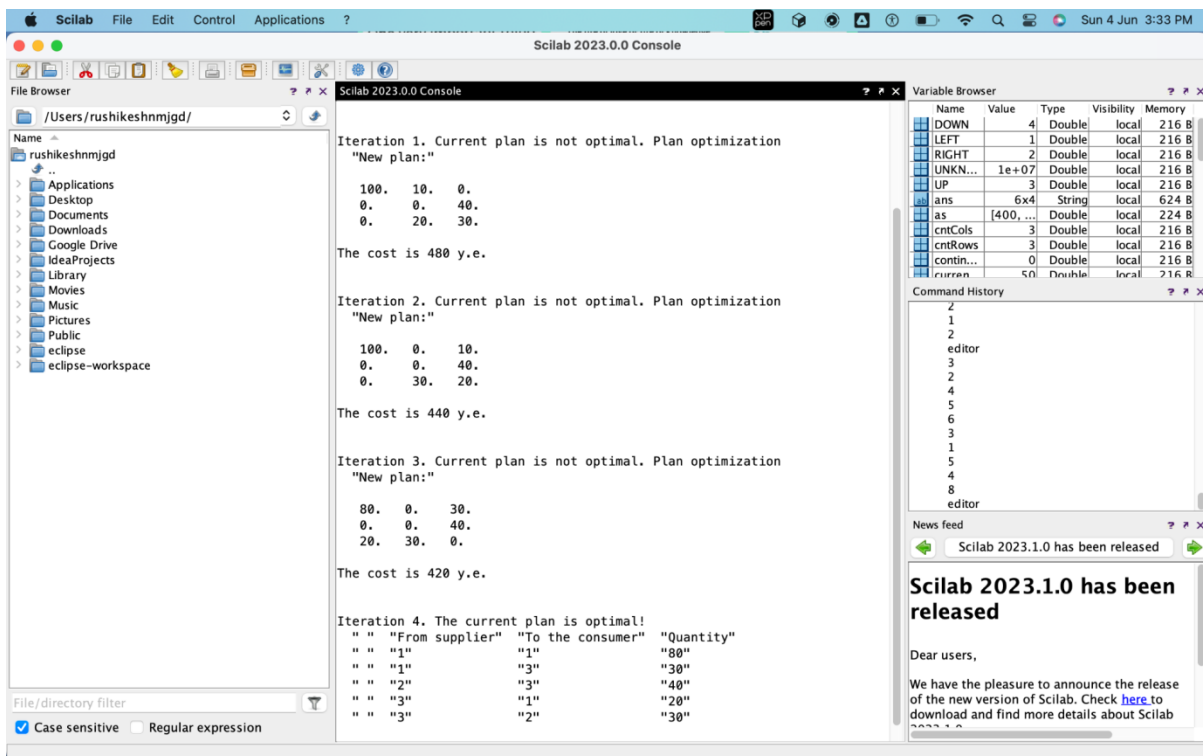 Scilab File Edit Control Applications ? XP pen Sun 4 Jun 3:33 PM
Scilab 2023.0.0 Console
File Browser ? ↗ X
/Users/rushikeshnmjgd/
Name
rushikeshnmjgd
..
Applications
Desktop
Documents
Downloads
Google Drive
IdeaProjects
Library
Movies
Music
Pictures
Public
eclipse
eclipse-workspace
File/directory filter
Case sensitive Regular expression
Scilab 2023.0.0 Console ? ↗ X
Iteration 1. Current plan is not optimal. Plan optimization
"New plan:"
100. 10. 0.
0. 0. 40.
0. 20. 30.
The cost is 480 y.e.
Iteration 2. Current plan is not optimal. Plan optimization
"New plan:"
100. 0. 10.
0. 0. 40.
0. 30. 20.
The cost is 440 y.e.
Iteration 3. Current plan is not optimal. Plan optimization
"New plan:"
80. 0. 30.
0. 0. 40.
20. 30. 0.
The cost is 420 y.e.
Iteration 4. The current plan is optimal!
" " "From supplier" "To the consumer" "Quantity"
" " "1" "1" "80"
" " "1" "3" "30"
" " "2" "3" "40"
" " "3" "1" "20"
" " "3" "2" "30"
Variable Browser ? ↗ X
Name Value Type Visibility Memory
DOWN 4 Double local 216 B
LEFT 1 Double local 216 B
RIGHT 2 Double local 216 B
UNKN... 1e+07 Double local 216 B
UP 3 Double local 216 B
ab ans 6x4 String local 624 B
as [400, ... Double local 224 B
cntCols 3 Double local 216 B
cntRows 3 Double local 216 B
contin... 0 Double local 216 B
curren 50 Double local 216 B
Command History ? ↗ X
2
1
2
editor
3
2
4
5
6
3
1
5
4
8
editor
News feed ? ↗ X
Scilab 2023.1.0 has been released
Scilab 2023.1.0 has been
released
Dear users,
We have the pleasure to announce the release
of the new version of Scilab. Check here to
download and find more details about Scilab
2023.1.0